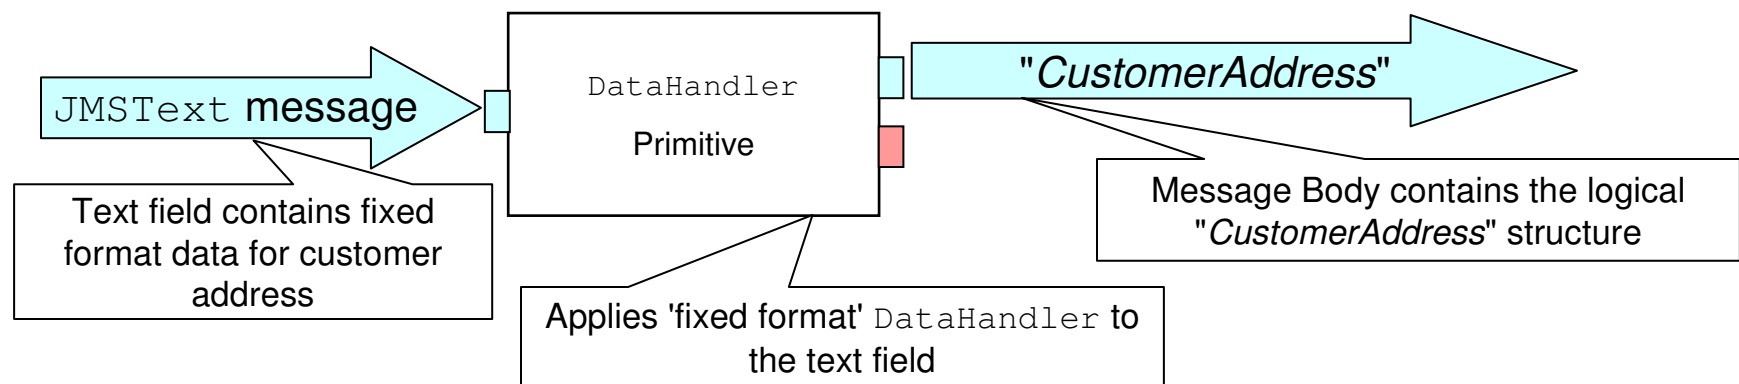 JMSText message
DataHandler
Primitive
"CustomerAddress"
Text field contains fixed
format data for customer
address
Applies 'fixed format' DataHandler to
the text field
Message Body contains the logical
"CustomerAddress" structure